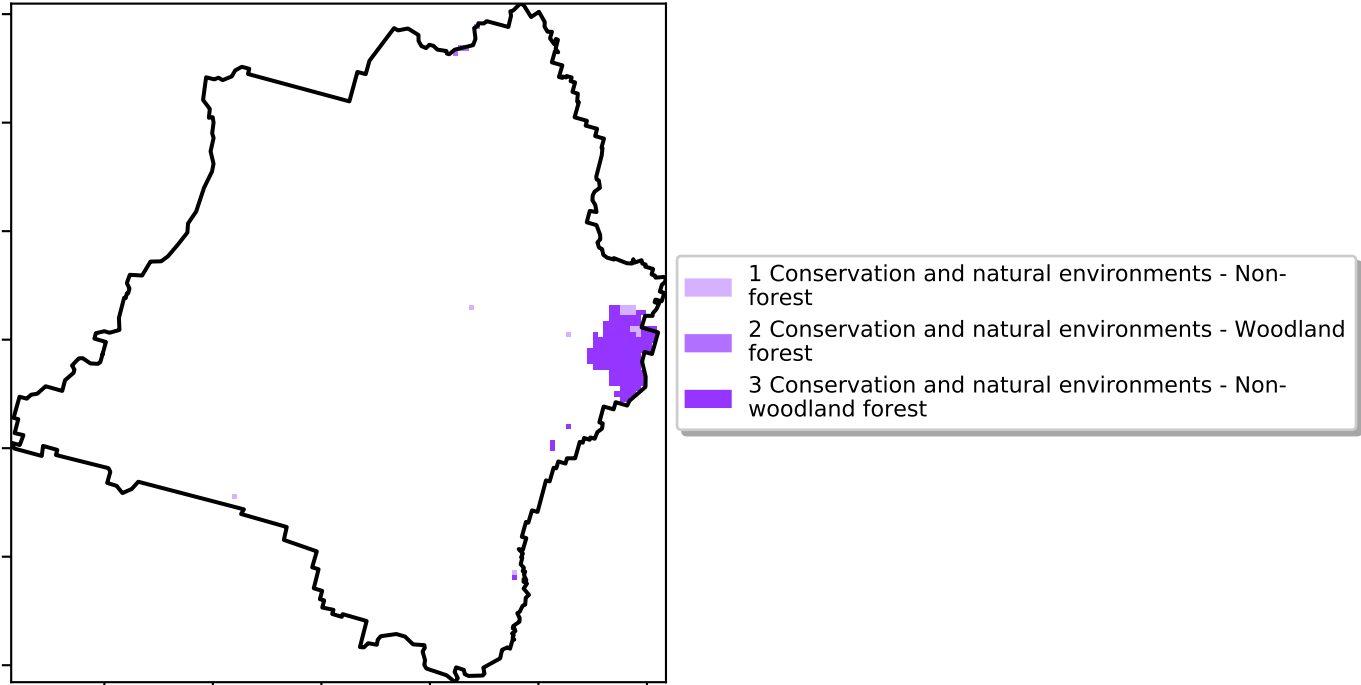 1 Conservation and natural environments - Non-
forest
2 Conservation and natural environments - Woodland
forest
3 Conservation and natural environments - Non-
woodland forest